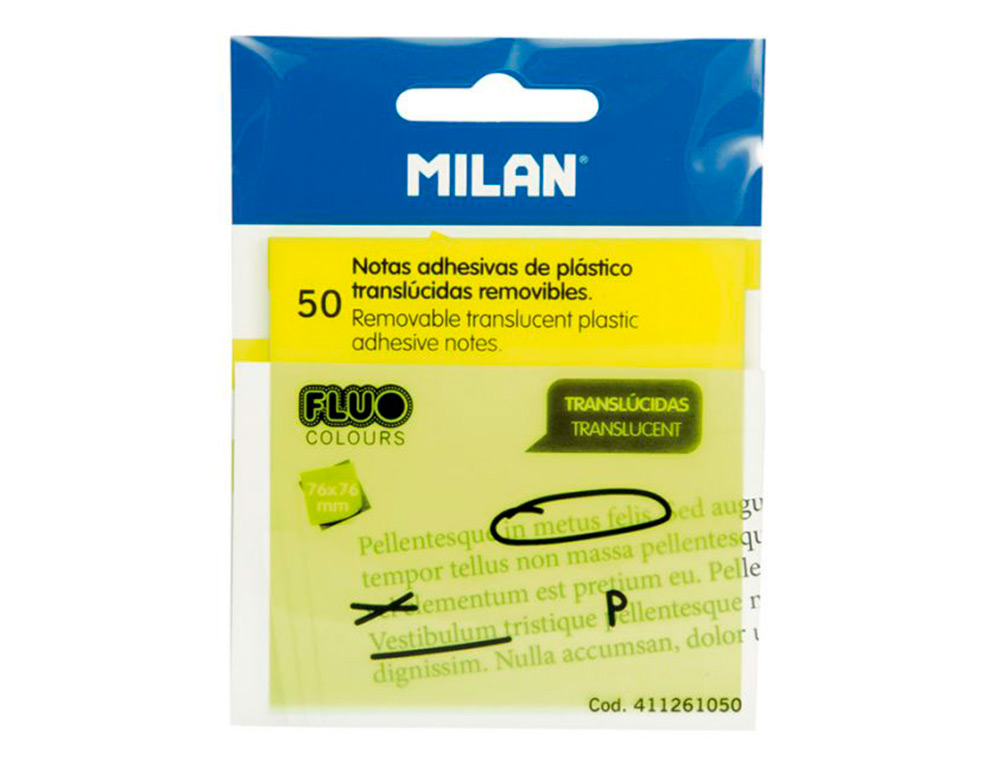 MILAN®
50
Notas adhesivas de plástico
translúcidas removibles.
Removable translucent plastic
adhesive notes.
FLUO
COLOURS
TRANSLÚCIDAS
TRANSLUCENT
76x76
mm
Pellentesque in metus felis. Sed augu
tempor tellus non massa pellentesqu
el elementum est pretium eu. Pelle
P
Vestibulum tristique pellentesque n
dignissim. Nulla accumsan, dolor u
Cod. 411261050